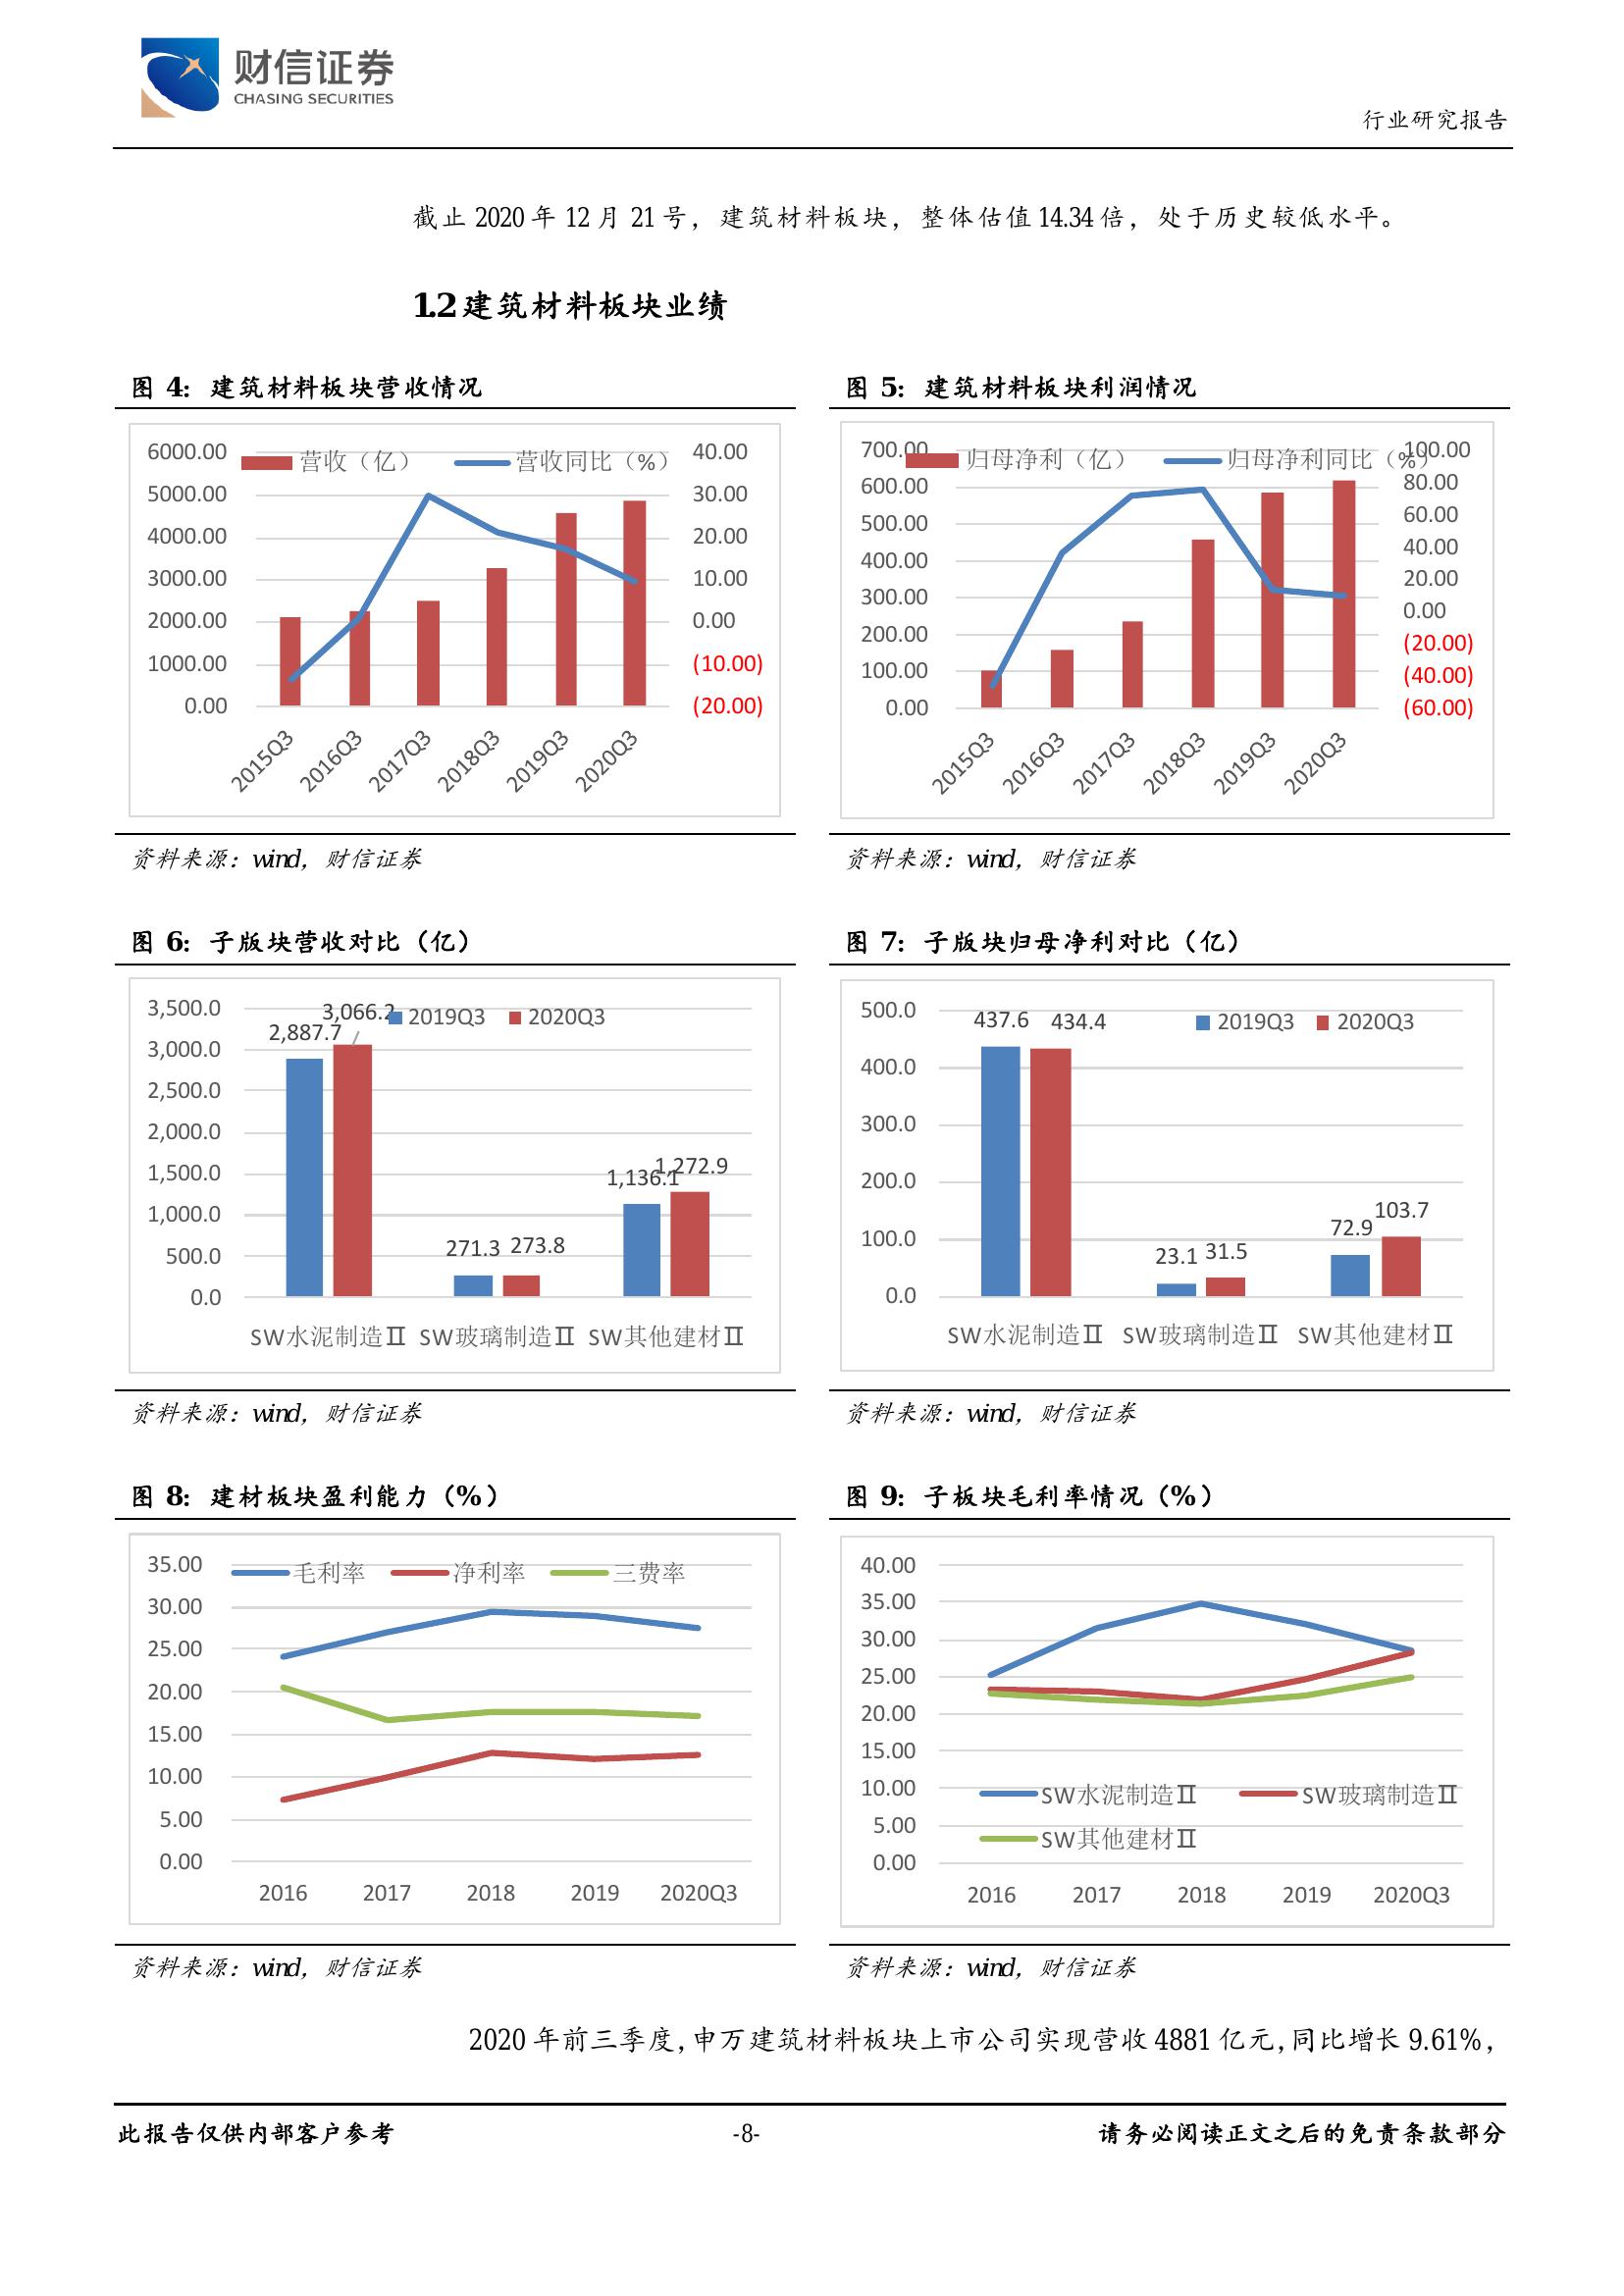 财信证券
CHASING SECURITIES
行业研究报告
截止 2020 年 12 月 21 号，建筑材料板块，整体估值 14.34 倍，处于历史较低水平。
1.2 建筑材料板块业绩
图 4：建筑材料板块营收情况
6000.00
5000.00
4000.00
3000.00
2000.00
1000.00
0.00
营收（亿）
营收同比（%）
40.00
30.00
20.00
10.00
0.00
(10.00)
(20.00)
2015Q3
2016Q3
2017Q3
2018Q3
2019Q3
2020Q3
资料来源：wind，财信证券
图 5：建筑材料板块利润情况
700.00
600.00
500.00
400.00
300.00
200.00
100.00
0.00
归母净利（亿）
归母净利同比（%）
100.00
80.00
60.00
40.00
20.00
0.00
(20.00)
(40.00)
(60.00)
2015Q3
2016Q3
2017Q3
2018Q3
2019Q3
2020Q3
资料来源：wind，财信证券
图 6：子版块营收对比（亿）
3,500.0
3,000.0
2,500.0
2,000.0
1,500.0
1,000.0
500.0
0.0
2019Q3
2020Q3
2,887.7
3,066.2
271.3
273.8
1,136.1
1,272.9
SW水泥制造Ⅱ
SW玻璃制造Ⅱ
SW其他建材Ⅱ
资料来源：wind，财信证券
图 7：子版块归母净利对比（亿）
500.0
400.0
300.0
200.0
100.0
0.0
2019Q3
2020Q3
437.6
434.4
23.1
31.5
72.9
103.7
SW水泥制造Ⅱ
SW玻璃制造Ⅱ
SW其他建材Ⅱ
资料来源：wind，财信证券
图 8：建材板块盈利能力（%）
35.00
30.00
25.00
20.00
15.00
10.00
5.00
0.00
毛利率
净利率
三费率
2016
2017
2018
2019
2020Q3
资料来源：wind，财信证券
图 9：子板块毛利率情况（%）
40.00
35.00
30.00
25.00
20.00
15.00
10.00
5.00
0.00
SW水泥制造Ⅱ
SW玻璃制造Ⅱ
SW其他建材Ⅱ
2016
2017
2018
2019
2020Q3
资料来源：wind，财信证券
2020 年前三季度，申万建筑材料板块上市公司实现营收 4881 亿元，同比增长 9.61%，
此报告仅供内部客户参考
-8-
请务必阅读正文之后的免责条款部分